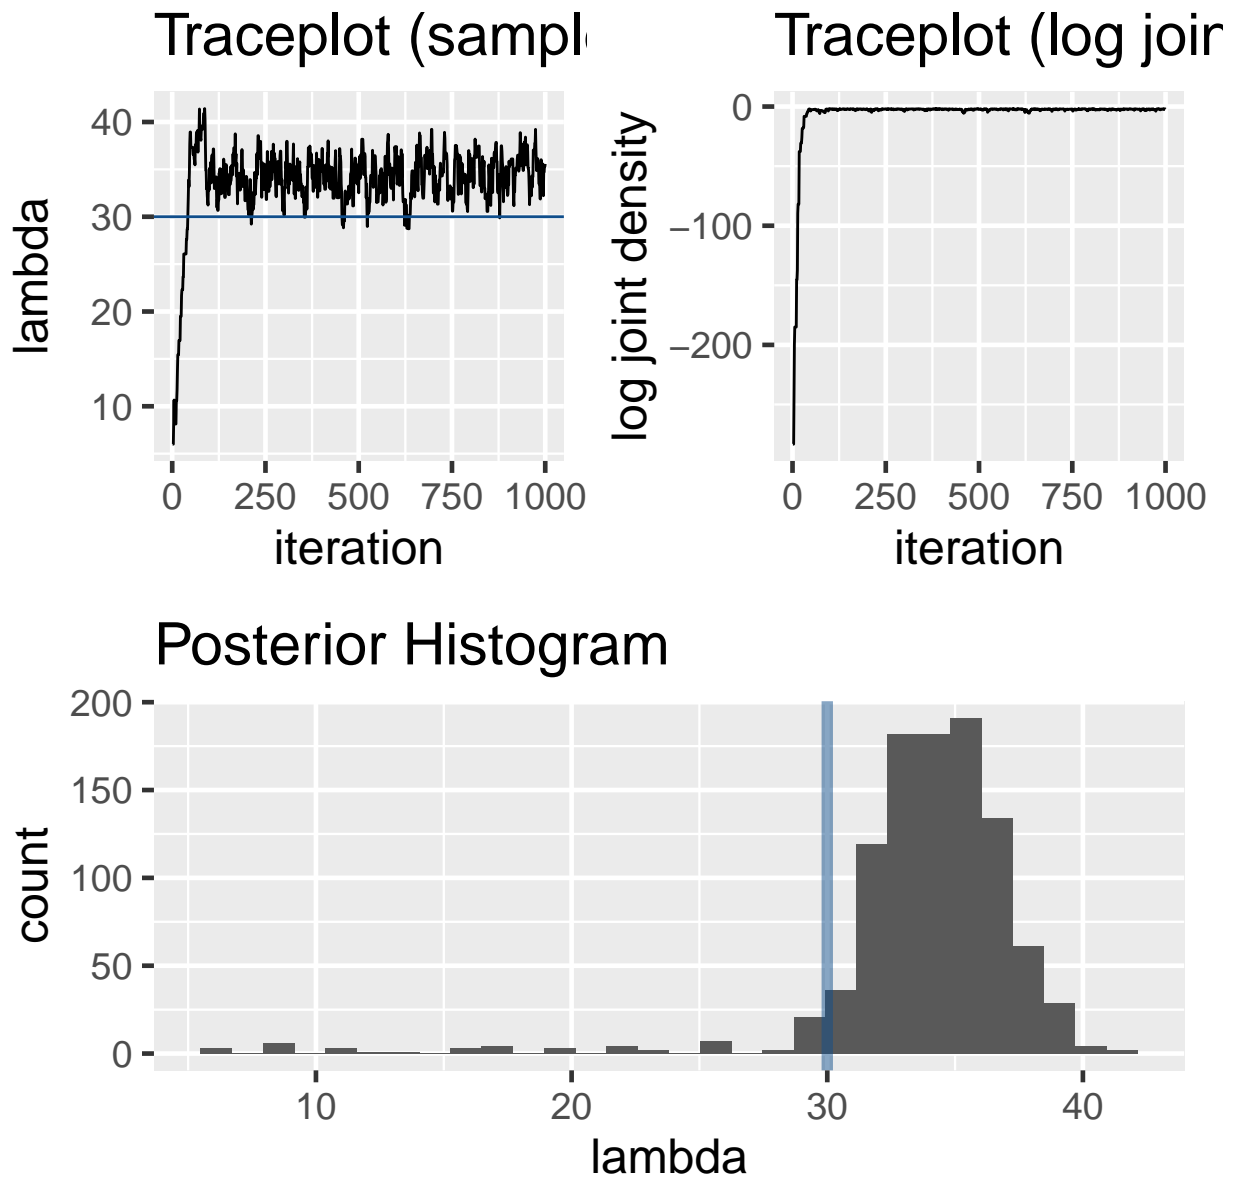 Traceplot (sampl
Traceplot (log join
lambda
40
30
20
10
0 250 500 750 1000
iteration
log joint density
0
−100
−200
0 250 500 750 1000
iteration
Posterior Histogram
count
200
150
100
50
0
10 20 30 40
lambda